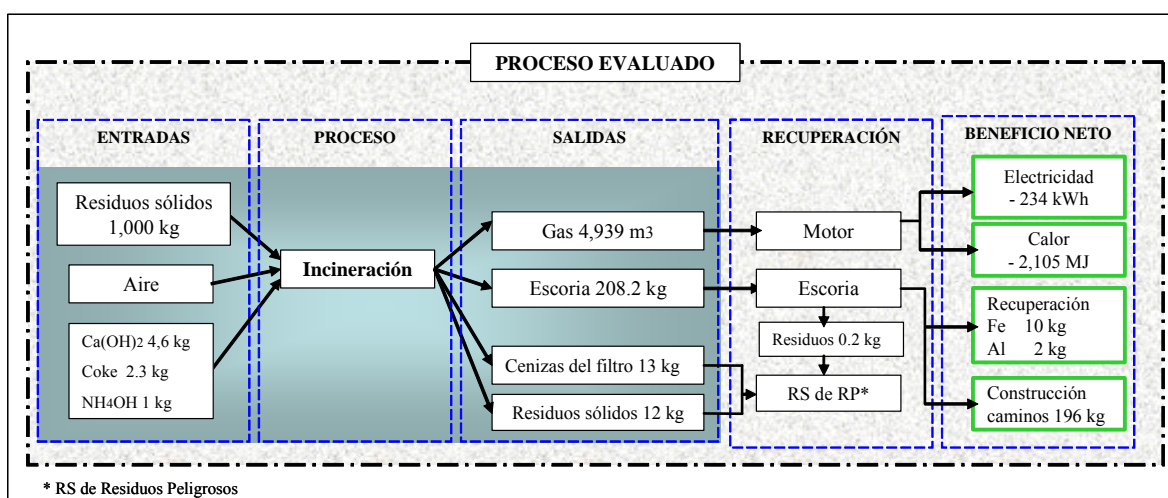 PROCESO EVALUADO
ENTRADAS
Residuos sólidos
1,000 kg
Aire
Ca(OH)2 4,6 kg
Coke 2.3 kg
NH4OH 1 kg
PROCESO
Incineración
SALIDAS
Gas 4,939 m3
Escoria 208.2 kg
Cenizas del filtro 13 kg
Residuos sólidos 12 kg
RECUPERACIÓN
Motor
Escoria
Residuos 0.2 kg
RS de RP*
BENEFICIO NETO
Electricidad
- 234 kWh
Calor
- 2,105 MJ
Recuperación
Fe 10 kg
Al 2 kg
Construcción
caminos 196 kg
* RS de Residuos Peligrosos